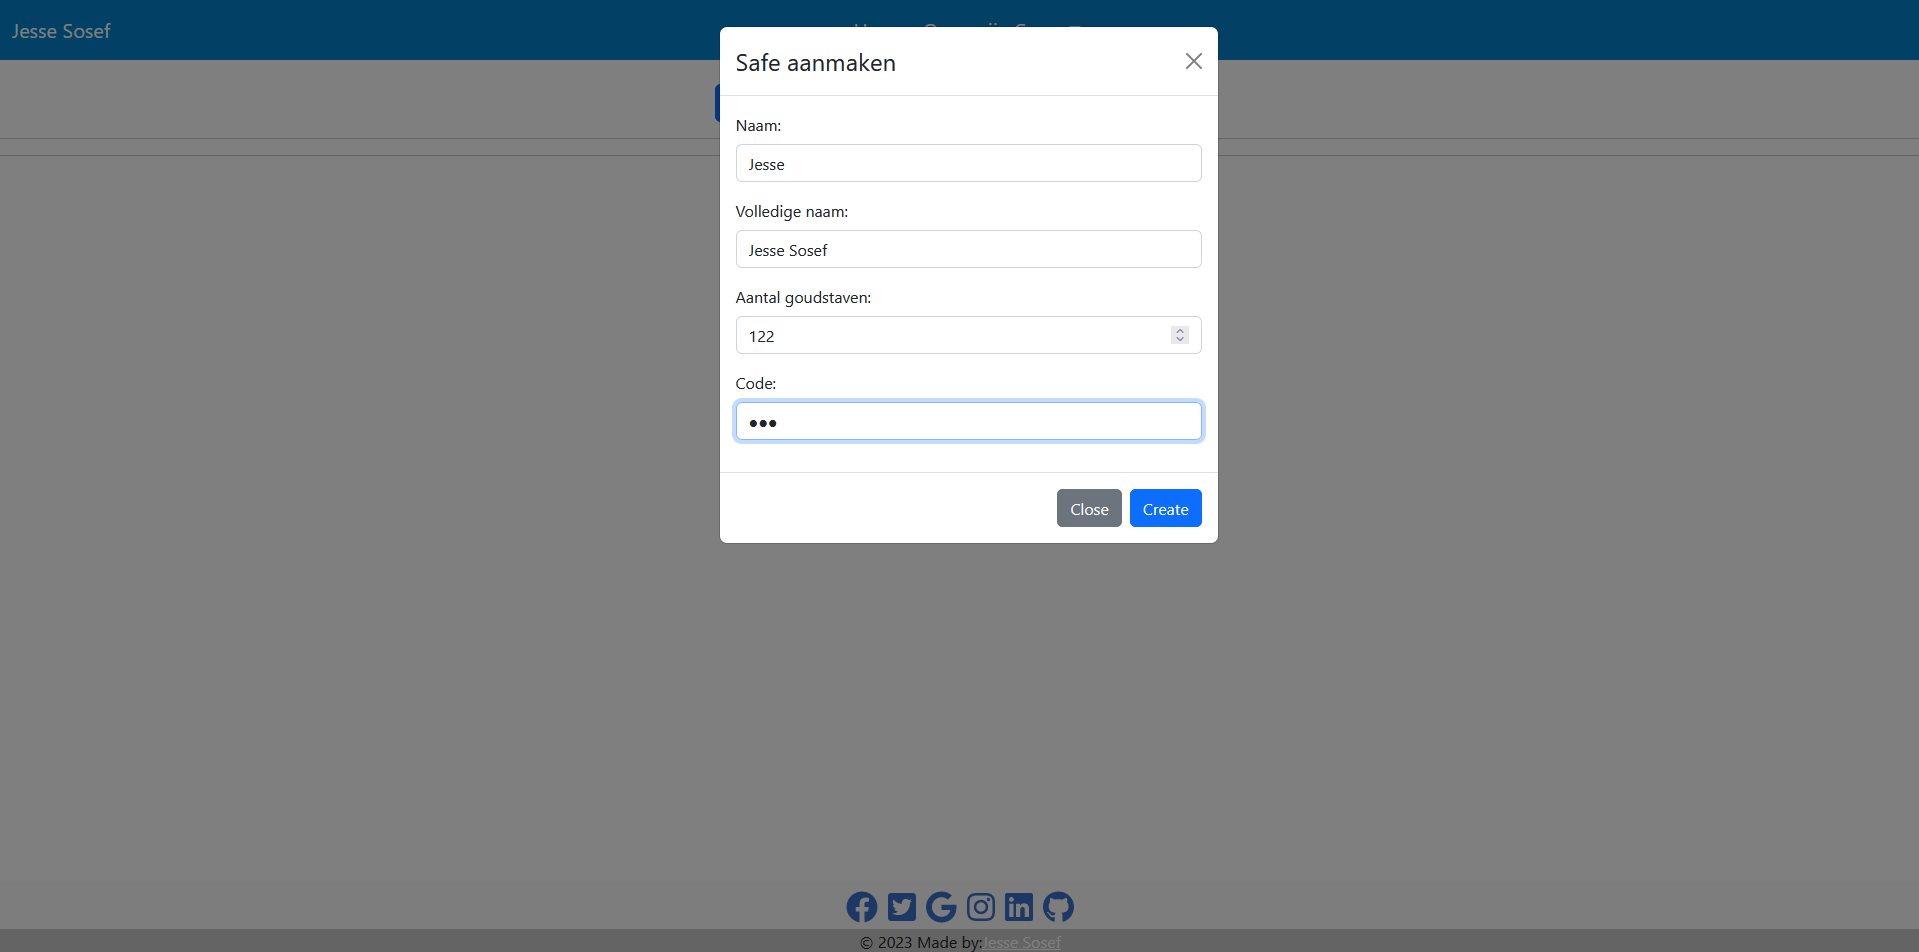 Jesse Sosef
Safe aanmaken
Naam:
Jesse
Volledige naam:
Jesse Sosef
Aantal goudstaven:
122
Code:
•••
Close
Create
© 2023 Made by:Jesse Sosef